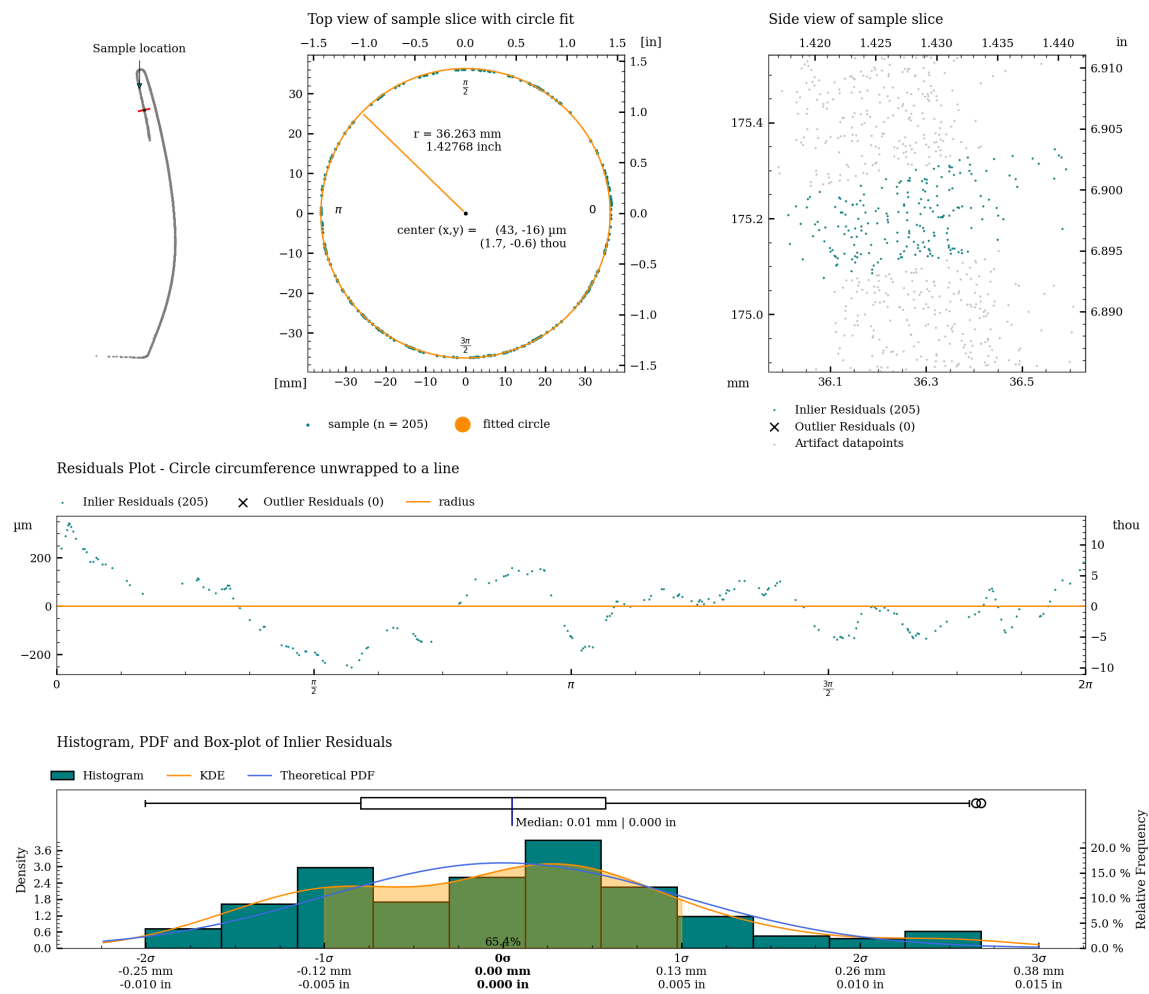 Top view of sample slice with circle fit
Side view of sample slice
Sample location
−1.5 −1.0 −0.5 0.0 0.5 1.0 1.5 [in]
1.420 1.425 1.430 1.435 1.440 in
30
20
10
0
−10
−20
−30
1.5
1.0
0.5
0.0
−0.5
−1.0
−1.5
π/2
r = 36.263 mm
1.42768 inch
π
0
center (x,y) = (43, -16) µm
(1.7, -0.6) thou
3π/2
[mm] −30 −20 −10 0 10 20 30
175.4
175.2
175.0
6.910
6.905
6.900
6.895
6.890
mm 36.1 36.3 36.5
sample (n = 205) fitted circle
Inlier Residuals (205)
Outlier Residuals (0)
Artifact datapoints
Residuals Plot - Circle circumference unwrapped to a line
Inlier Residuals (205) Outlier Residuals (0) radius
µm
200
0
−200
thou
10
5
0
−5
−10
0 π/2 π 3π/2 2π
Histogram, PDF and Box-plot of Inlier Residuals
Histogram KDE Theoretical PDF
Median: 0.01 mm | 0.000 in
Density
3.6
3.0
2.4
1.8
1.2
0.6
0.0
Relative Frequency
20.0 %
15.0 %
10.0 %
5.0 %
0.0 %
65.4%
-2σ -1σ 0σ 1σ 2σ 3σ
-0.25 mm -0.12 mm 0.00 mm 0.13 mm 0.26 mm 0.38 mm
-0.010 in -0.005 in 0.000 in 0.005 in 0.010 in 0.015 in